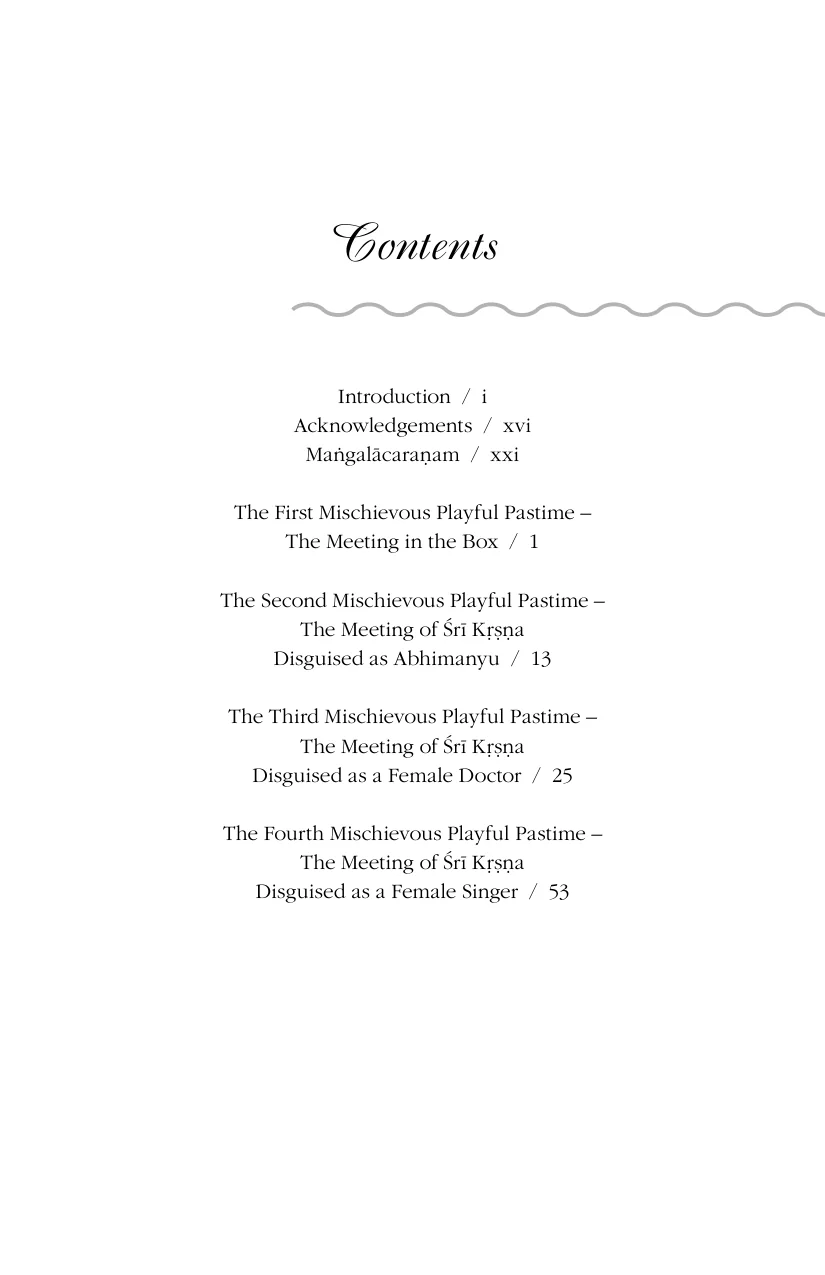 Contents
Introduction / i
Acknowledgements / xvi
Maṅgalācaraṇam / xxi
The First Mischievous Playful Pastime –
The Meeting in the Box / 1
The Second Mischievous Playful Pastime –
The Meeting of Śrī Kṛṣṇa
Disguised as Abhimanyu / 13
The Third Mischievous Playful Pastime –
The Meeting of Śrī Kṛṣṇa
Disguised as a Female Doctor / 25
The Fourth Mischievous Playful Pastime –
The Meeting of Śrī Kṛṣṇa
Disguised as a Female Singer / 53